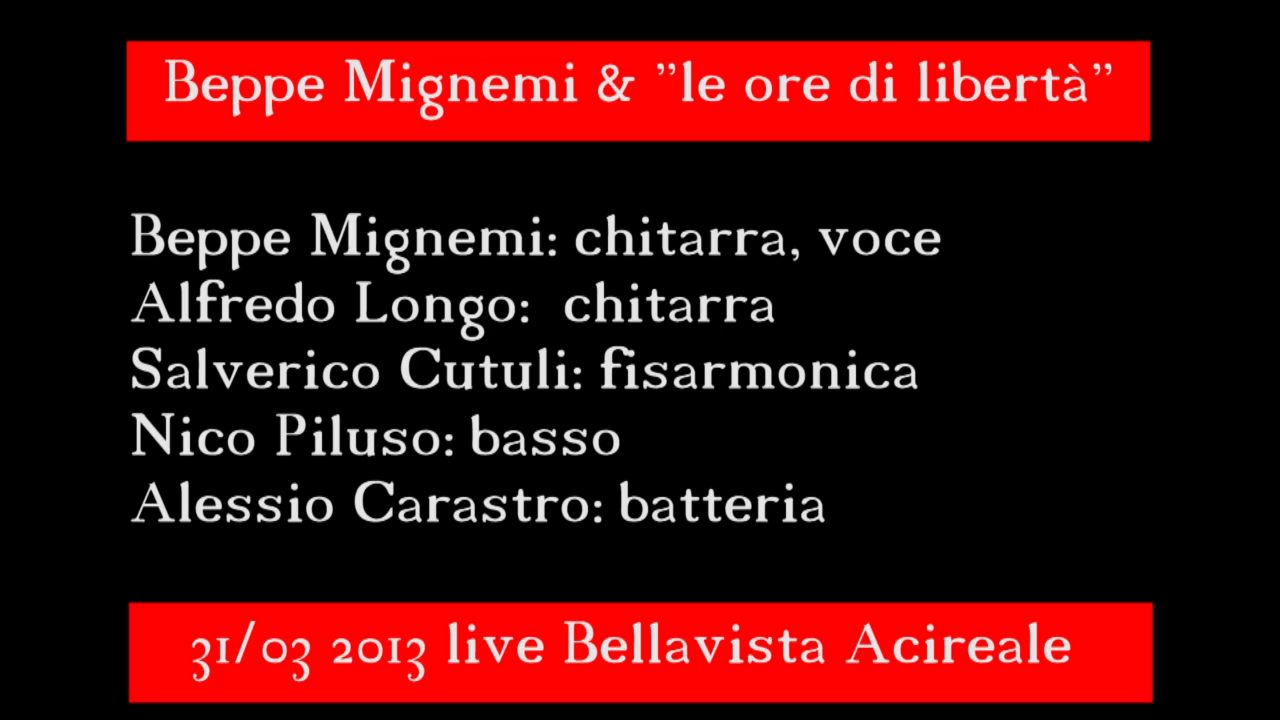 Beppe Mignemi & ”le ore di libertà”
Beppe Mignemi: chitarra, voce
Alfredo Longo:  chitarra
Salverico Cutuli: fisarmonica
Nico Piluso: basso
Alessio Carastro: batteria
31/03 2013 live Bellavista Acireale